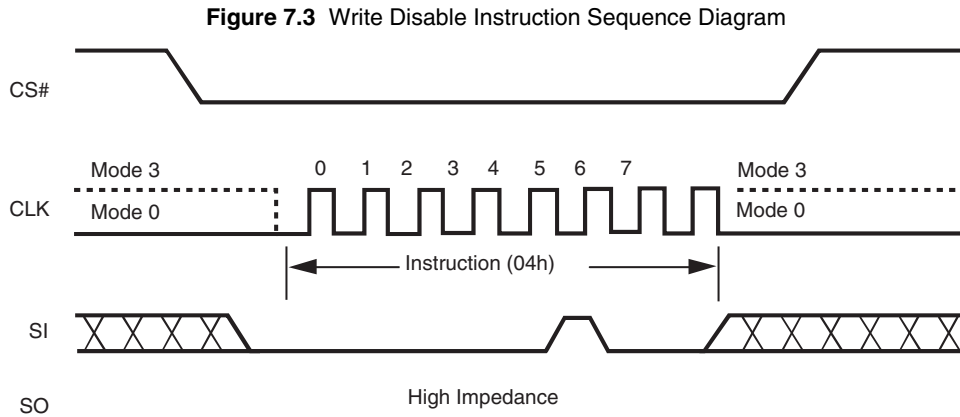 Figure 7.3 Write Disable Instruction Sequence Diagram
CS#
Mode 3
0 1 2 3 4 5 6 7
Mode 3
CLK
Mode 0
Mode 0
Instruction (04h)
SI
High Impedance
SO